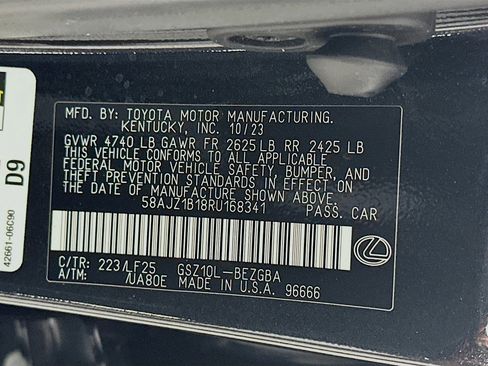 MFD. BY: TOYOTA MOTOR MANUFACTURING.
KENTUCKY, INC. 10/23
GVWR 4740 LB GAWR FR 2625 LB RR 2425 LB
THIS VEHICLE CONFORMS TO ALL APPLICABLE
FEDERAL MOTOR VEHICLE SAFETY, BUMPER, AND
THEFT PREVENTION STANDARDS IN EFFECT ON
THE DATE OF MANUFACTURE SHOWN ABOVE.
58AJZ1B18RU158341 PASS. CAR
C/TR: 223/LF25 GSZ10L-BEZGBA
A/TM: /UA80E MADE IN U.S.A. 96666
D9
42661-06C90